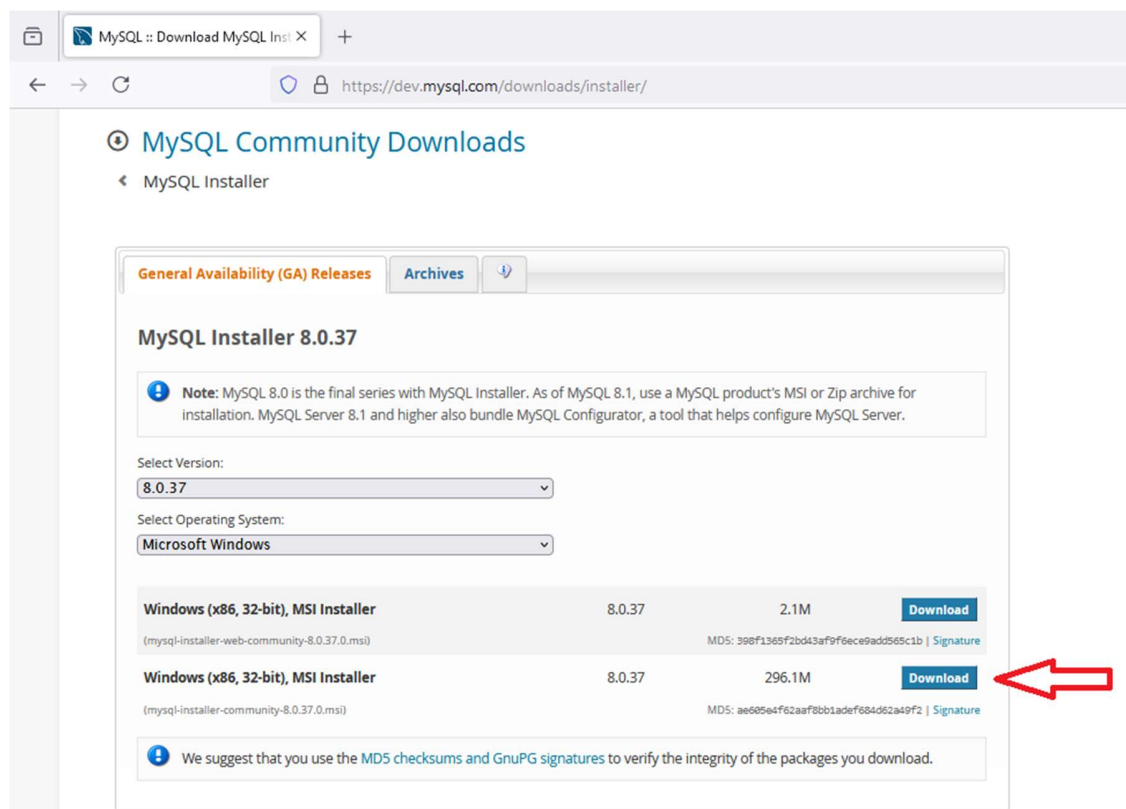 MySQL :: Download MySQL Inst
https://dev.mysql.com/downloads/installer/
MySQL Community Downloads
MySQL Installer
General Availability (GA) Releases
Archives
MySQL Installer 8.0.37
Note: MySQL 8.0 is the final series with MySQL Installer. As of MySQL 8.1, use a MySQL product's MSI or Zip archive for
installation. MySQL Server 8.1 and higher also bundle MySQL Configurator, a tool that helps configure MySQL Server.
Select Version:
8.0.37
Select Operating System:
Microsoft Windows
Windows (x86, 32-bit), MSI Installer 8.0.37 2.1M Download
(mysql-installer-web-community-8.0.37.0.msi) MD5: 398f1365f2bd43af9f6ece9add565c1b | Signature
Windows (x86, 32-bit), MSI Installer 8.0.37 296.1M Download
(mysql-installer-community-8.0.37.0.msi) MD5: ae605e4f62aaf8bb1adef684d62a49f2 | Signature
We suggest that you use the MD5 checksums and GnuPG signatures to verify the integrity of the packages you download.